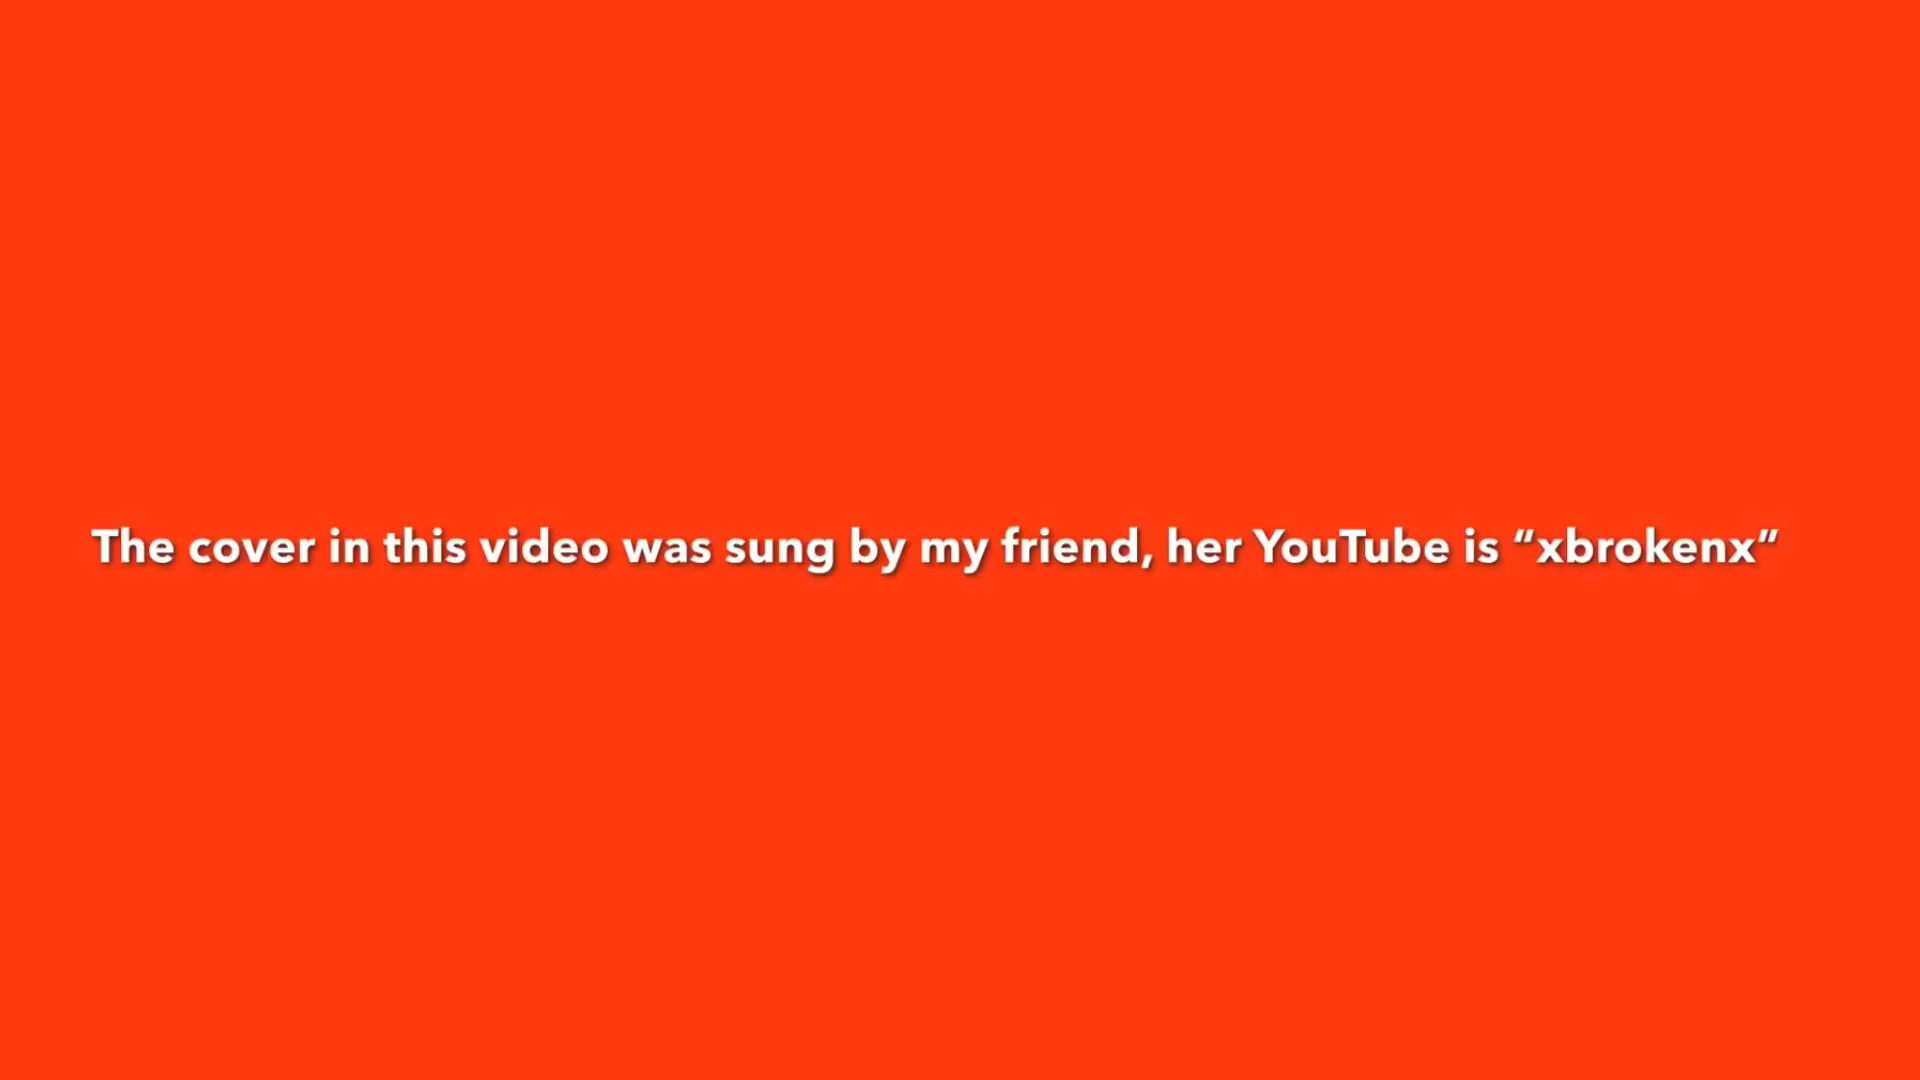 The cover in this video was sung by my friend, her YouTube is “xbrokenx”